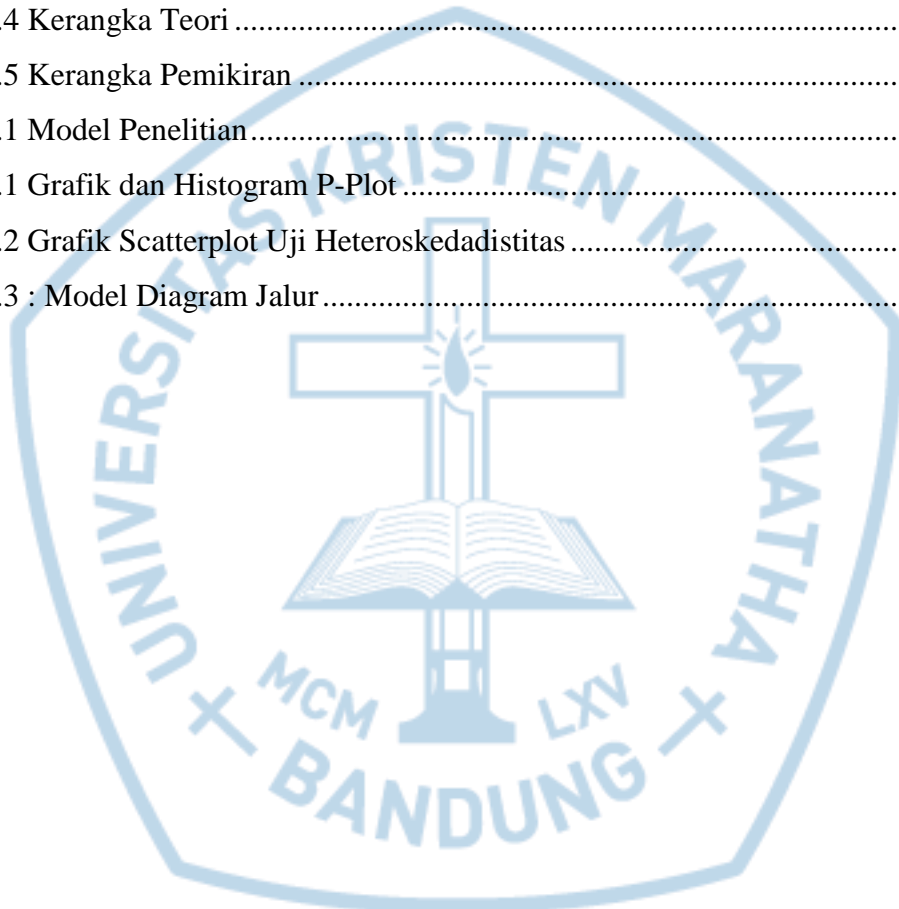 .4 Kerangka Teori ....................................................................................
.5 Kerangka Pemikiran ............................................................................
.1 Model Penelitian..................................................................................
.1 Grafik dan Histogram P-Plot ...............................................................
.2 Grafik Scatterplot Uji Heteroskedadistitas ............................................
.3 : Model Diagram Jalur .........................................................................
UNIVERSITAS KRISTEN MARANATHA
MCM LXV
BANDUNG